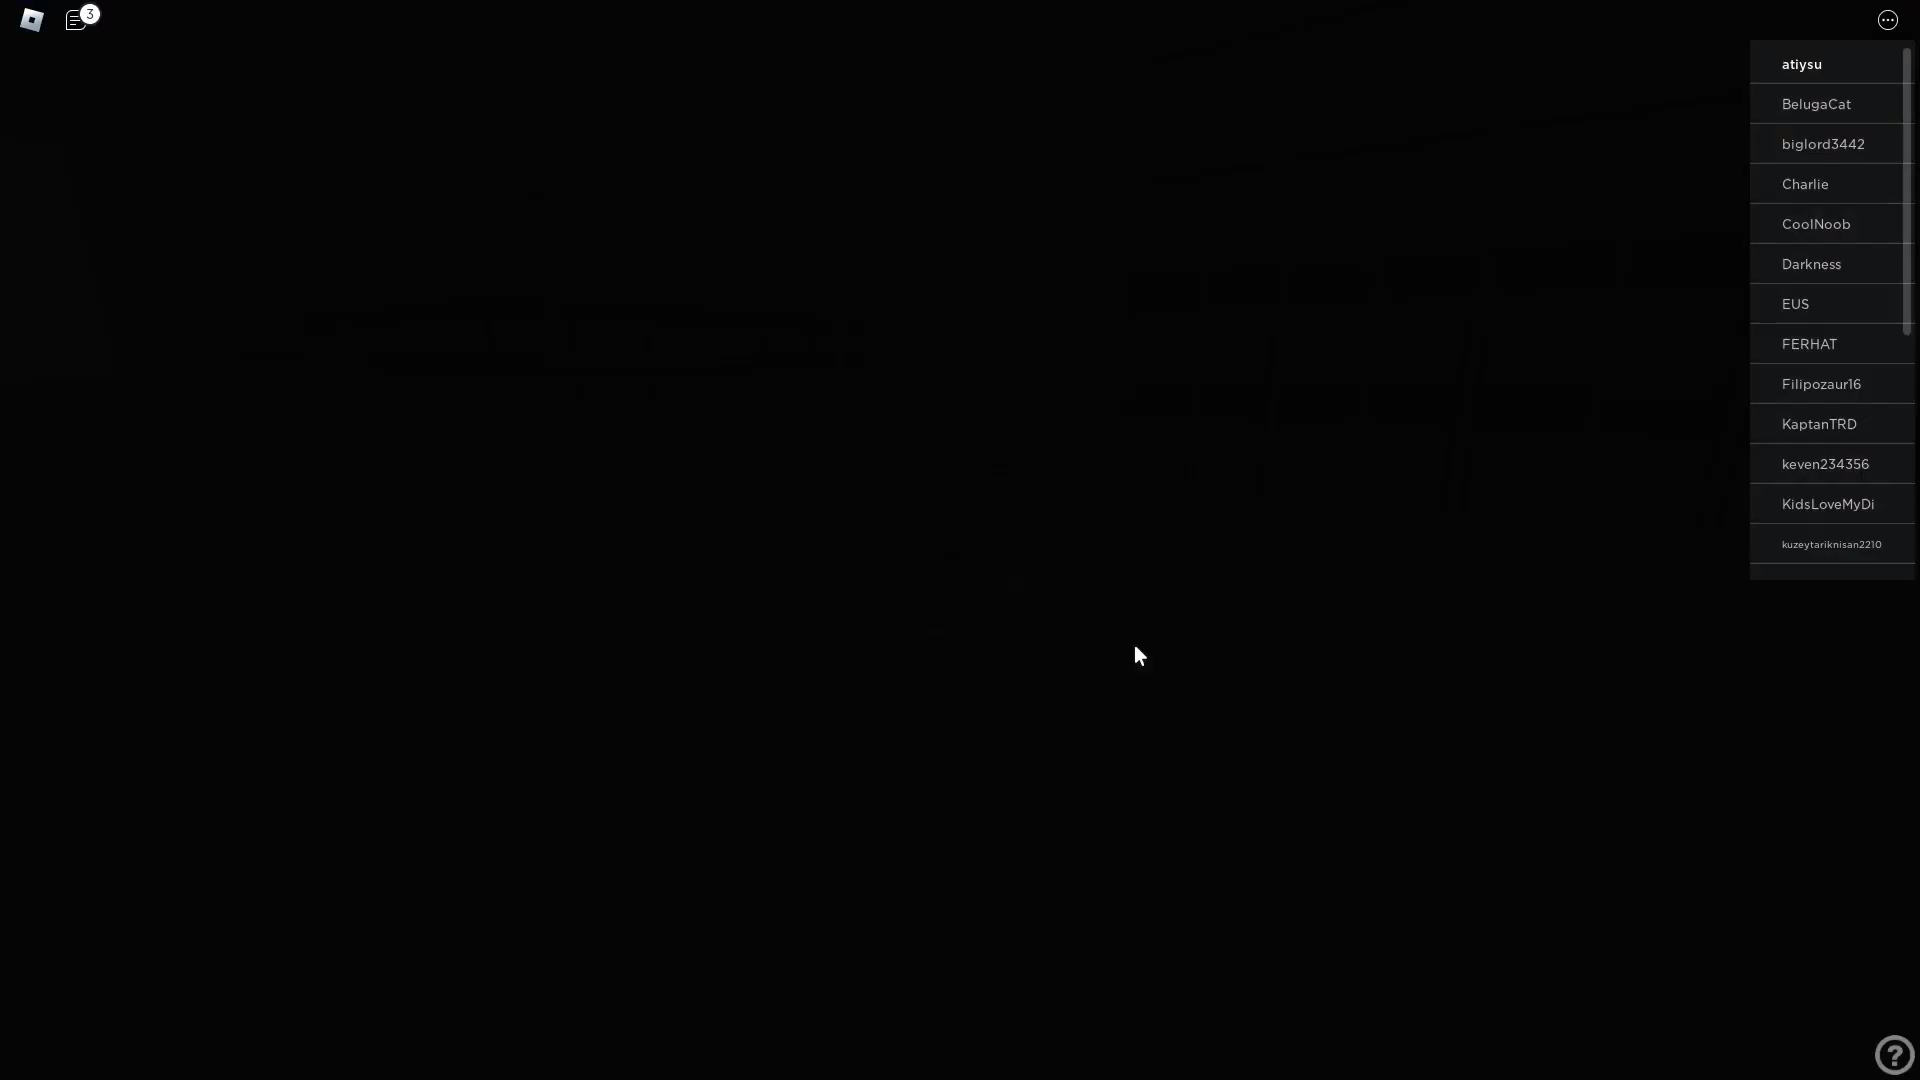 3
atiysu
BelugaCat
biglord3442
Charlie
CoolNoob
Darkness
EUS
FERHAT
Filipozaur16
KaptanTRD
keven234356
KidsLoveMyDi
kuzeytariknisan2210
?